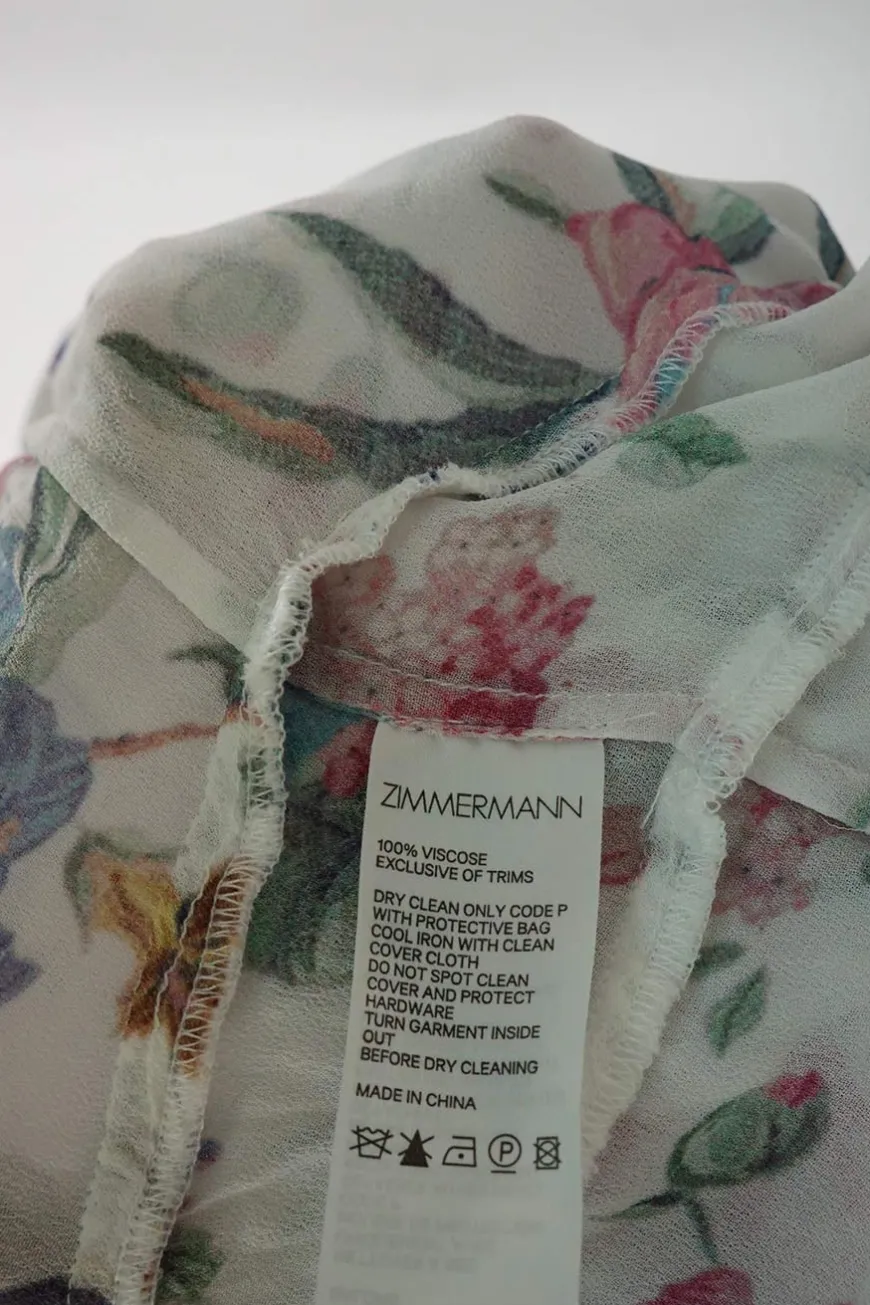 ZIMMERMANN
100% VISCOSE
EXCLUSIVE OF TRIMS
DRY CLEAN ONLY CODE P
WITH PROTECTIVE BAG
COOL IRON WITH CLEAN
COVER CLOTH
DO NOT SPOT CLEAN
COVER AND PROTECT
HARDWARE
TURN GARMENT INSIDE
OUT
BEFORE DRY CLEANING
MADE IN CHINA
P